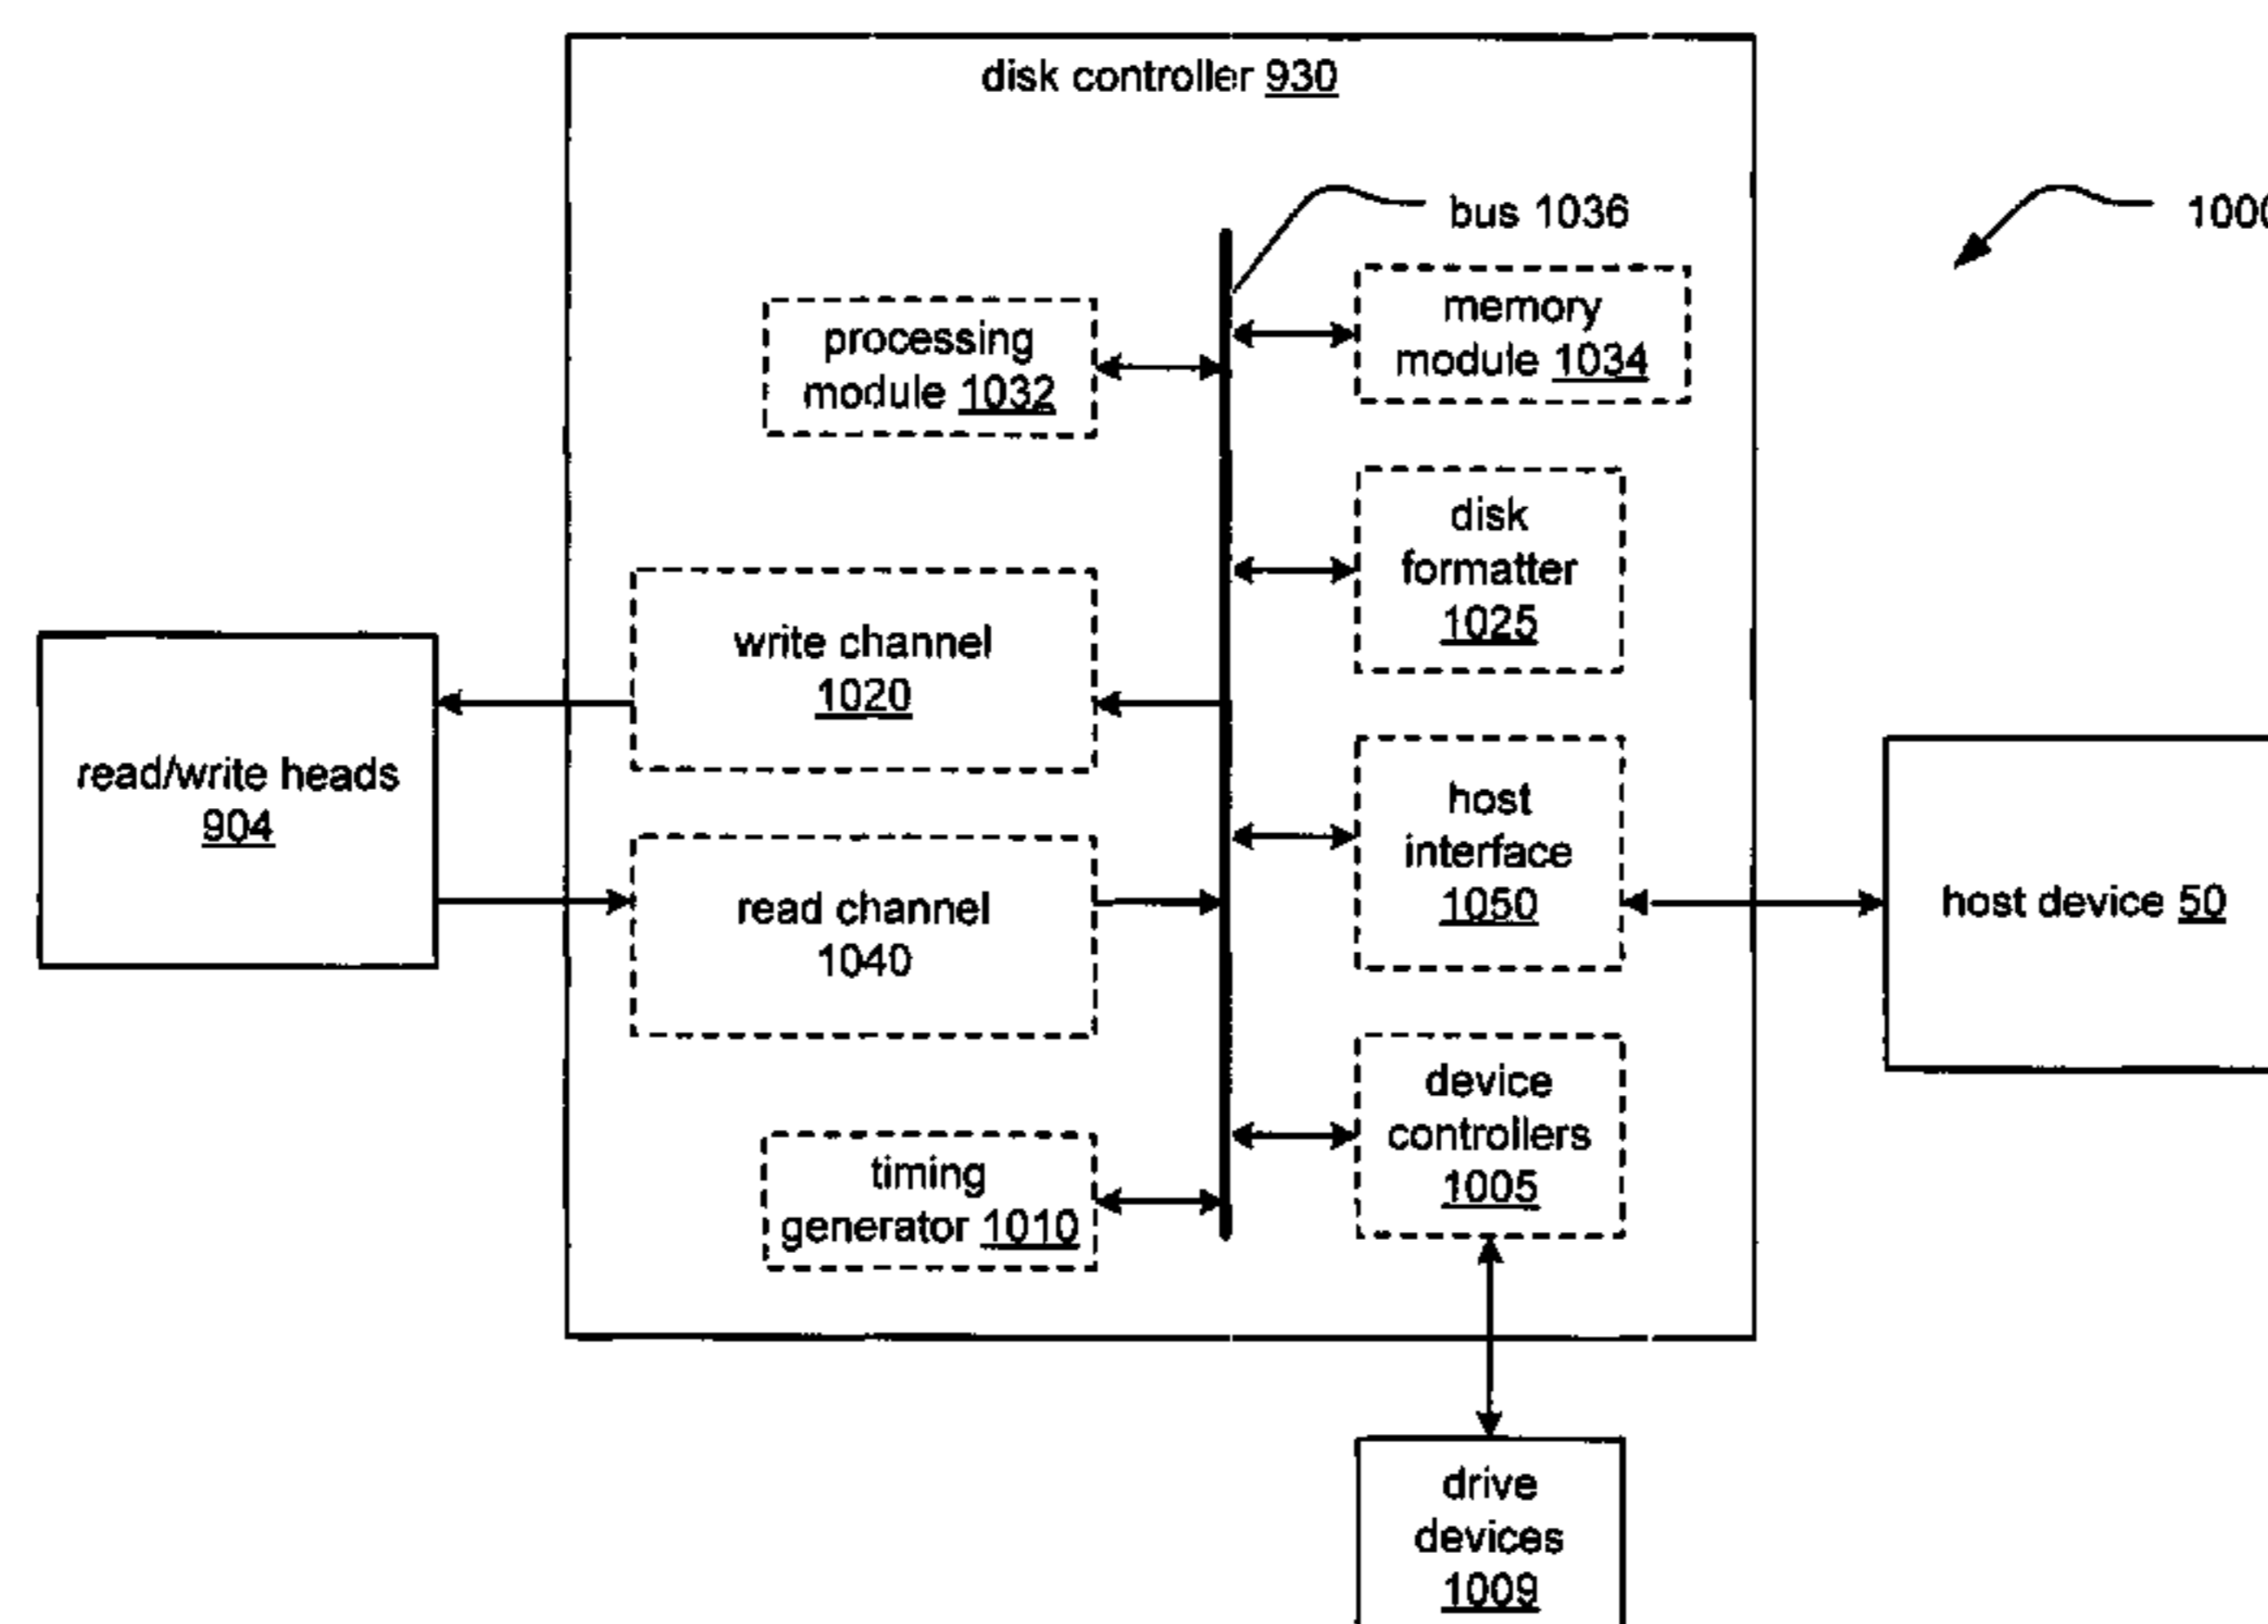 disk controller 930
bus 1036
1000
processing
module 1032
memory
module 1034
disk
formatter
1025
write channel
1020
read/write heads
904
host
interface
1050
read channel
1040
host device 50
device
controllers
1005
timing
generator 1010
drive
devices
1009